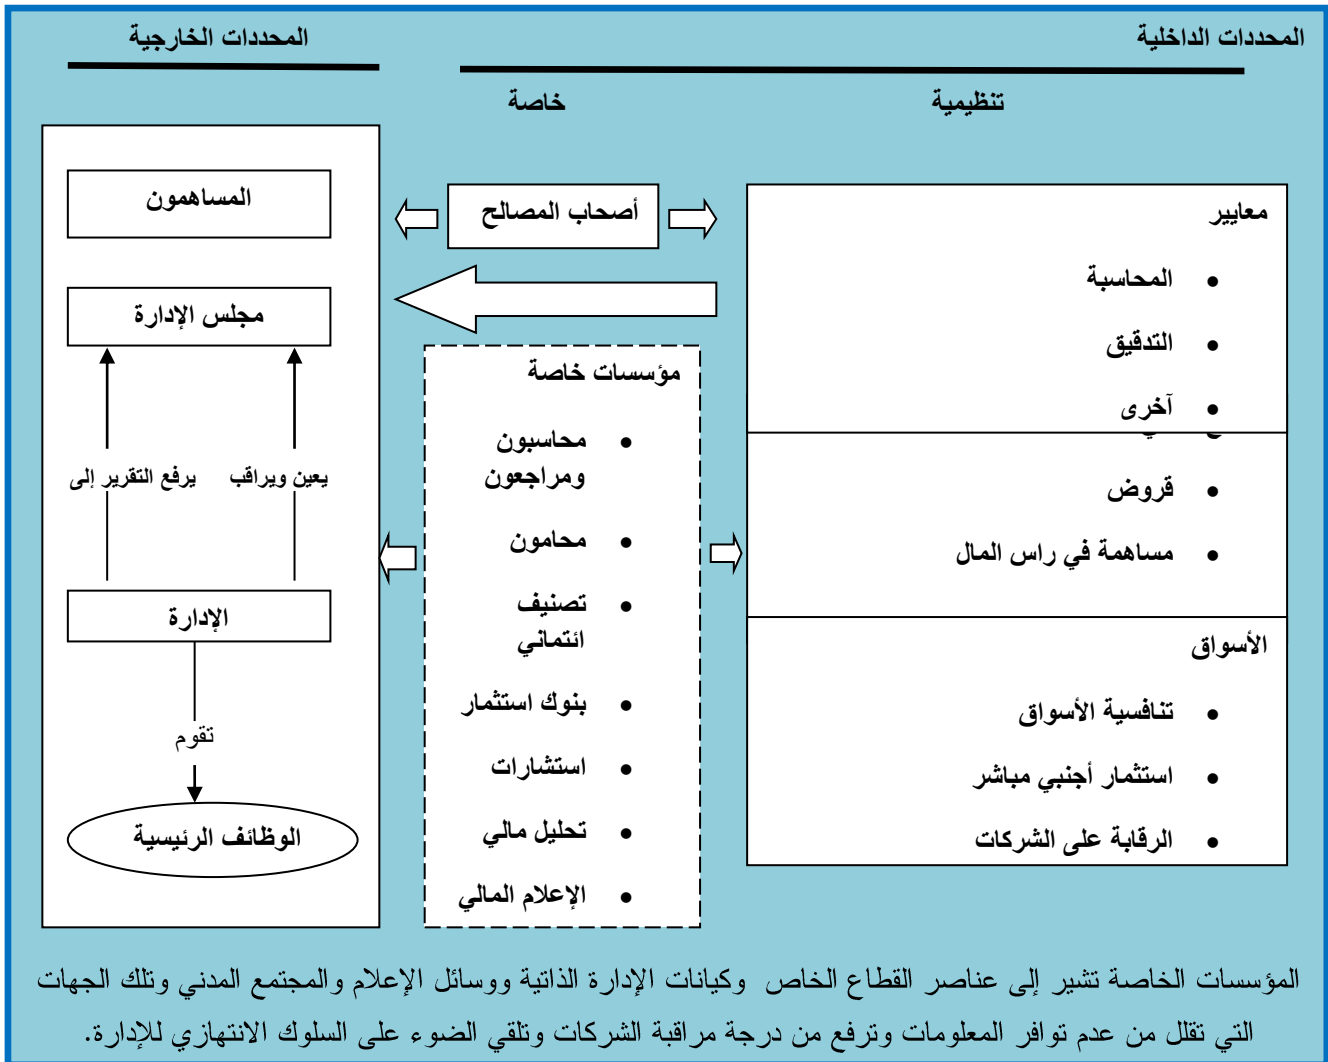 المحددات الداخلية
المحددات الخارجية
تنظيمية
خاصة
معايير
المحاسبة
التدقيق
آخرى
قروض
مساهمة في راس المال
الأسواق
تنافسية الأسواق
استثمار أجنبي مباشر
الرقابة على الشركات
أصحاب المصالح
مؤسسات خاصة
محاسبون
ومراجعون
محامون
تصنيف
ائتماني
بنوك استثمار
استشارات
تحليل مالي
الإعلام المالي
المساهمون
مجلس الإدارة
يعين ويراقب
يرفع التقرير إلى
الإدارة
تقوم
الوظائف الرئيسية
المؤسسات الخاصة تشير إلى عناصر القطاع الخاص وكيانات الإدارة الذاتية ووسائل الإعلام والمجتمع المدني وتلك الجهات
التي تقلل من عدم توافر المعلومات وترفع من درجة مراقبة الشركات وتلقي الضوء على السلوك الانتهازي للإدارة.